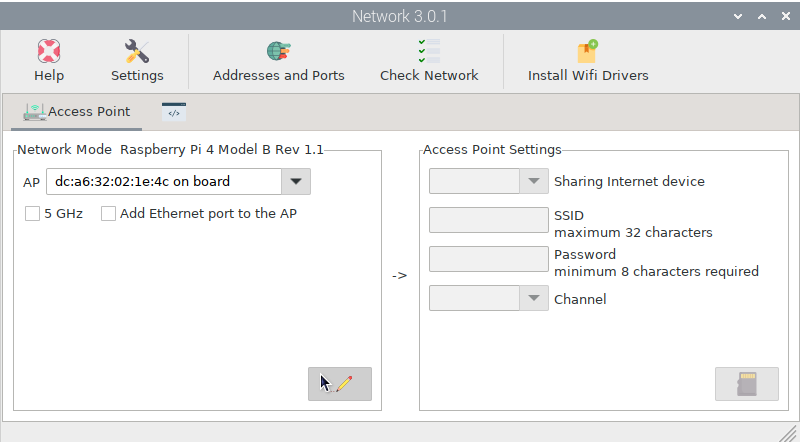 Network 3.0.1
Help
Settings
Addresses and Ports
Check Network
Install Wifi Drivers
Access Point
</>
Network Mode  Raspberry Pi 4 Model B Rev 1.1
AP
dc:a6:32:02:1e:4c on board
5 GHz
Add Ethernet port to the AP
->
Access Point Settings
Sharing Internet device
SSID
maximum 32 characters
Password
minimum 8 characters required
Channel